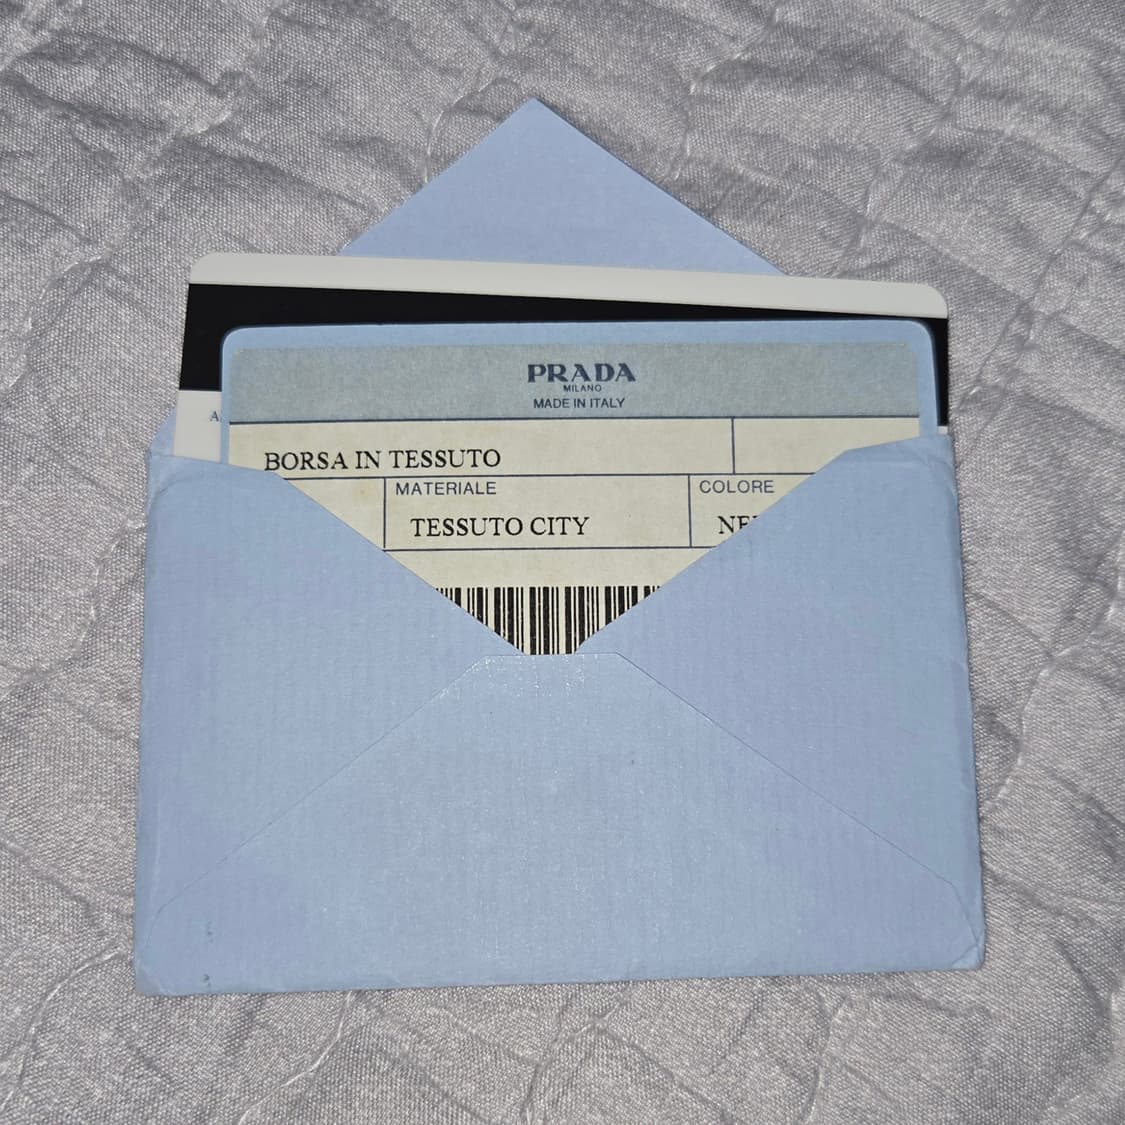 PRADA
MILANO
MADE IN ITALY
BORSA IN TESSUTO
MATERIALE
COLORE
TESSUTO CITY